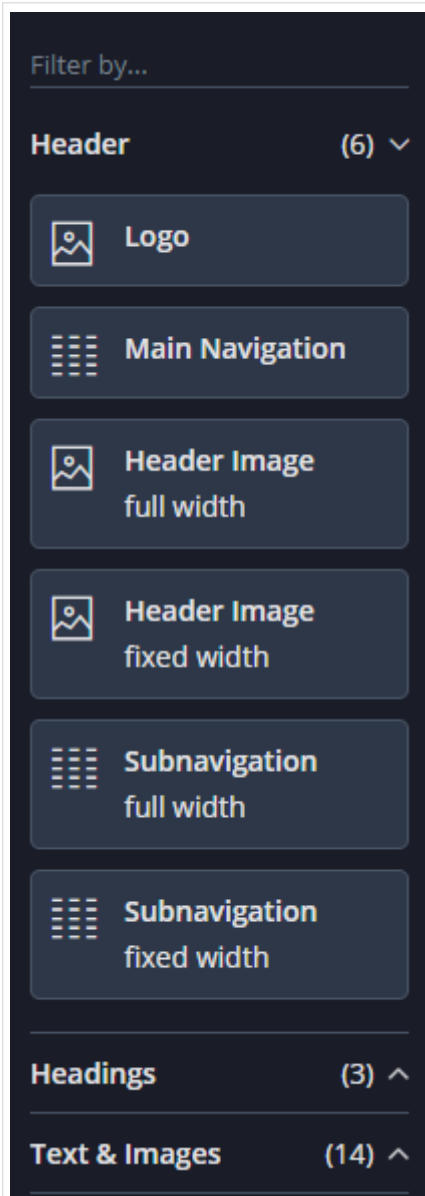 Filter by...
Header (6)
Logo
Main Navigation
Header Image
full width
Header Image
fixed width
Subnavigation
full width
Subnavigation
fixed width
Headings (3)
Text & Images (14)